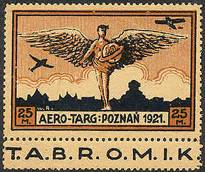 W.R.
25 M. AERO-TARG: POZNAŃ 1921. 25 M.
T.A.B.R.O.M.I.K